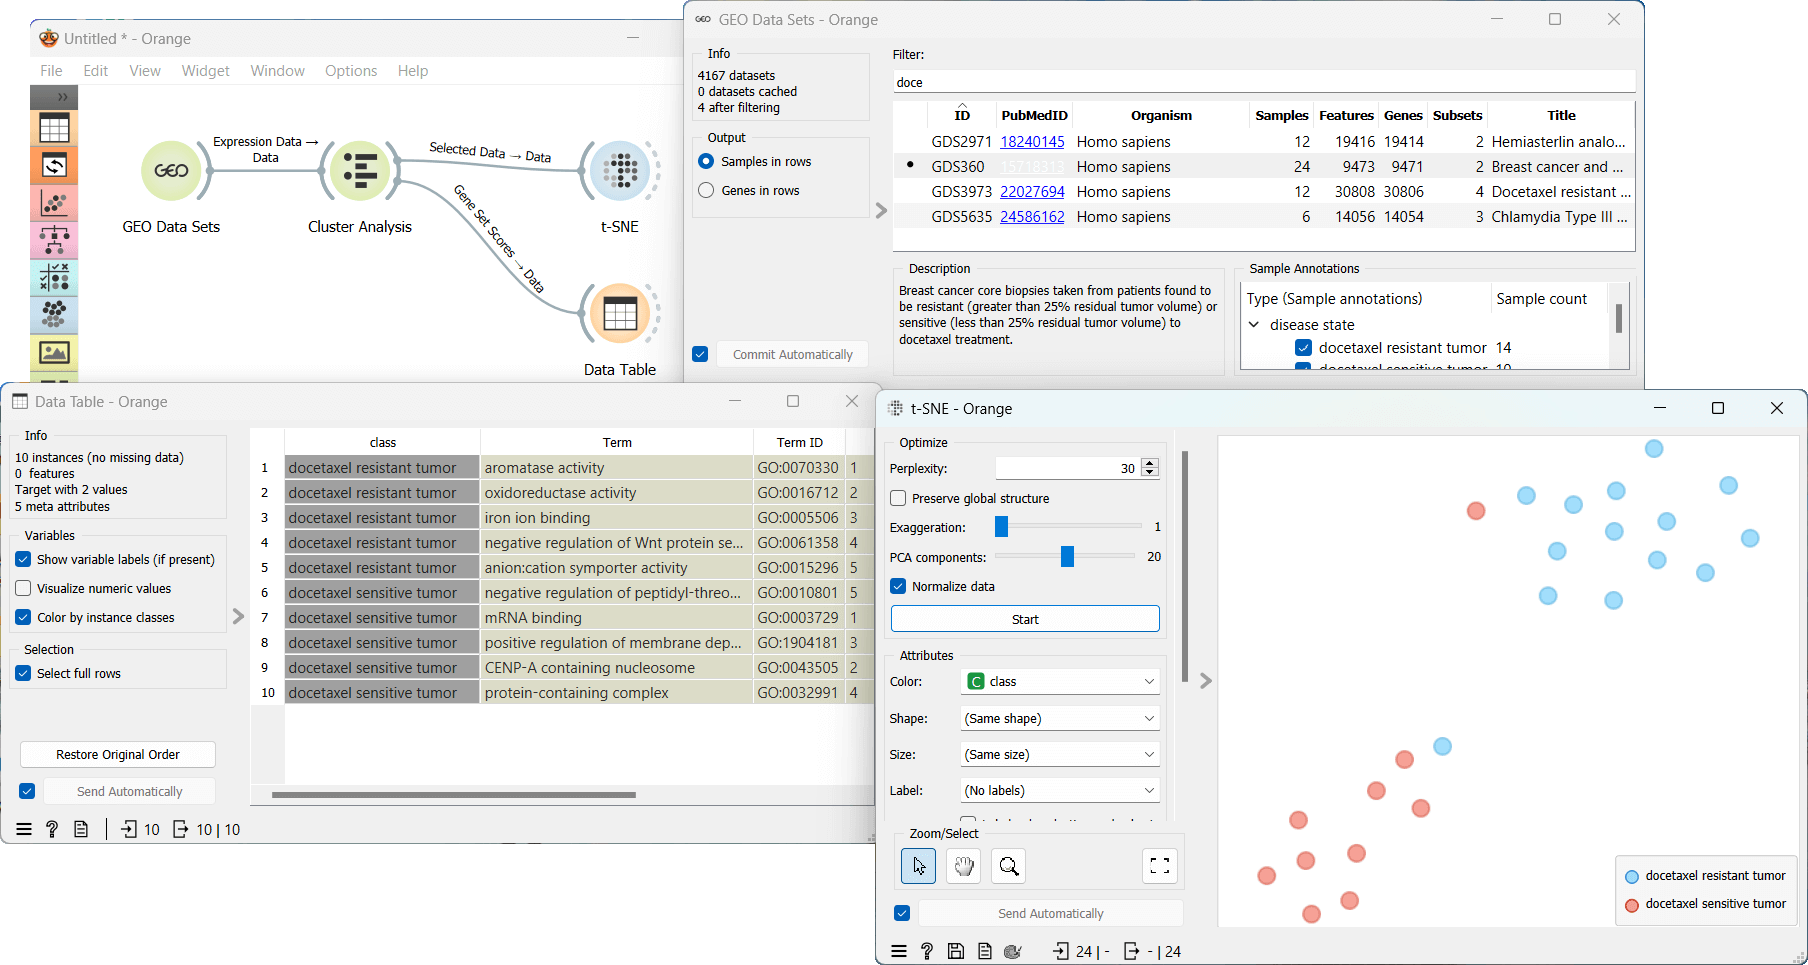 Untitled * - Orange
File Edit View Widget Window Options Help
Expression Data → Data
Selected Data → Data
Gene Set Scores → Data
GEO
GEO Data Sets
Cluster Analysis
t-SNE
Data Table
GEO GEO Data Sets - Orange
Info
4167 datasets
0 datasets cached
4 after filtering
Output
Samples in rows
Genes in rows
Commit Automatically
Filter:
doce
ID PubMedID Organism Samples Features Genes Subsets Title
GDS2971 18240145 Homo sapiens 12 19416 19414 2 Hemiasterlin analo...
GDS360 15718313 Homo sapiens 24 9473 9471 2 Breast cancer and ...
GDS3973 22027694 Homo sapiens 12 30808 30806 4 Docetaxel resistant ...
GDS5635 24586162 Homo sapiens 6 14056 14054 3 Chlamydia Type III ...
Description
Breast cancer core biopsies taken from patients found to
be resistant (greater than 25% residual tumor volume) or
sensitive (less than 25% residual tumor volume) to
docetaxel treatment.
Sample Annotations
Type (Sample annotations) Sample count
disease state
docetaxel resistant tumor 14
docetaxel sensitive tumor 10
Data Table - Orange
Info
10 instances (no missing data)
0 features
Target with 2 values
5 meta attributes
Variables
Show variable labels (if present)
Visualize numeric values
Color by instance classes
Selection
Select full rows
Restore Original Order
Send Automatically
10 10 | 10
class Term Term ID
1 docetaxel resistant tumor aromatase activity GO:0070330 1
2 docetaxel resistant tumor oxidoreductase activity GO:0016712 2
3 docetaxel resistant tumor iron ion binding GO:0005506 3
4 docetaxel resistant tumor negative regulation of Wnt protein se... GO:0061358 4
5 docetaxel resistant tumor anion:cation symporter activity GO:0015296 5
6 docetaxel sensitive tumor negative regulation of peptidyl-threo... GO:0010801 5
7 docetaxel sensitive tumor mRNA binding GO:0003729 1
8 docetaxel sensitive tumor positive regulation of membrane dep... GO:1904181 3
9 docetaxel sensitive tumor CENP-A containing nucleosome GO:0043505 2
10 docetaxel sensitive tumor protein-containing complex GO:0032991 4
t-SNE - Orange
Optimize
Perplexity: 30
Preserve global structure
Exaggeration: 1
PCA components: 20
Normalize data
Start
Attributes
Color: C class
Shape: (Same shape)
Size: (Same size)
Label: (No labels)
Zoom/Select
Send Automatically
24 | - - | 24
docetaxel resistant tumor
docetaxel sensitive tumor